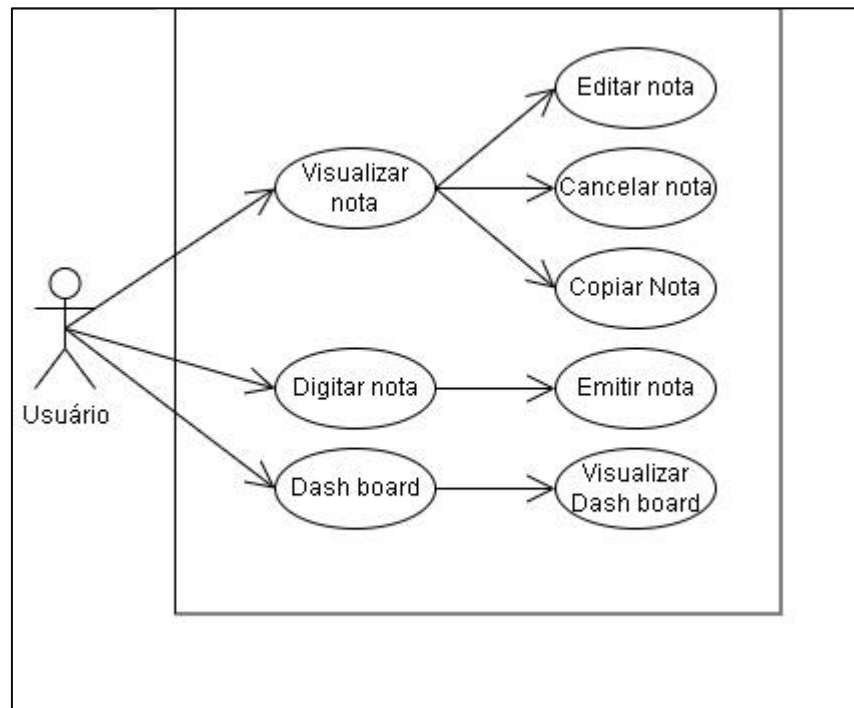 Editar nota
Visualizar
nota
Cancelar nota
Copiar Nota
Usuário
Digitar nota
Emitir nota
Dash board
Visualizar
Dash board